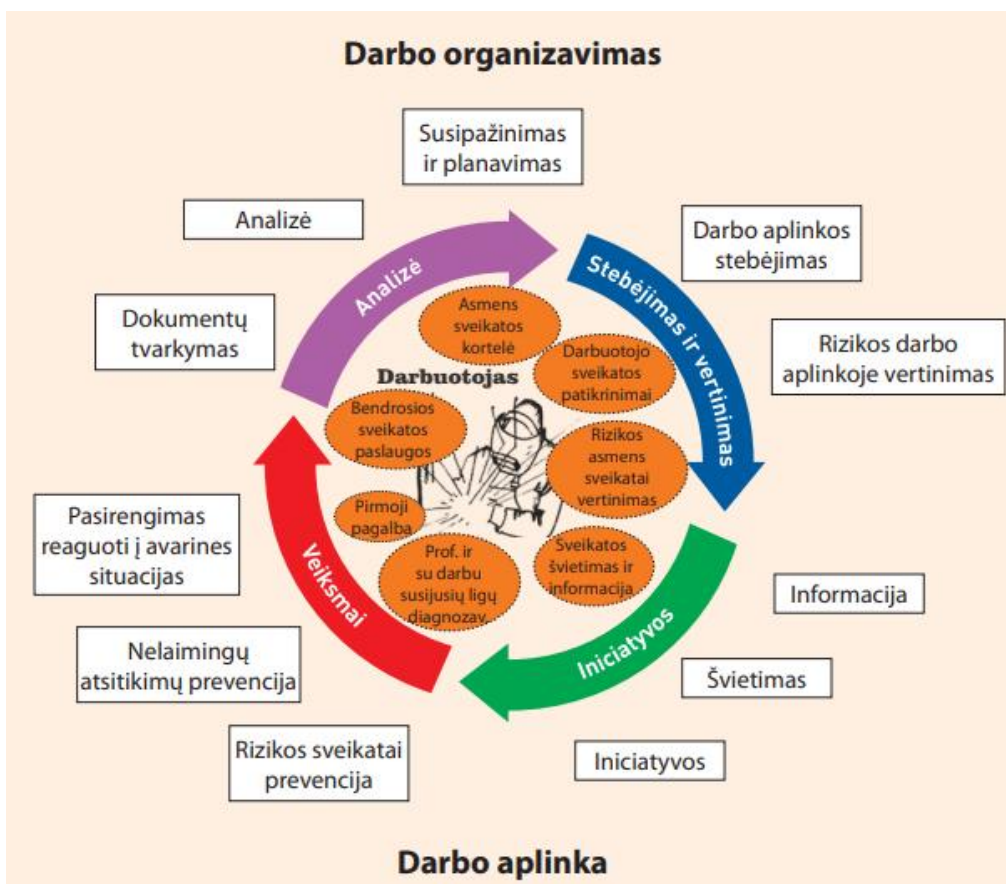 Darbo organizavimas
Susipažinimas
ir planavimas
Analizė
Darbo aplinkos
stebėjimas
Dokumentų
tvarkymas
Rizikos darbo
aplinkoje vertinimas
Analizė
Stebėjimas ir vertinimas
Asmens
sveikatos
kortelė
Darbuotojas
Darbuotojo
sveikatos
patikrinimai
Bendrosios
sveikatos
paslaugos
Rizikos
asmens
sveikatai
vertinimas
Pirmoji
pagalba
Prof. ir
su darbu
susijusių ligų
diagnozav.
Sveikatos
švietimas ir
informacija
Veiksmai
Iniciatyvos
Pasirengimas
reaguoti į avarines
situacijas
Informacija
Nelaimingų
atsitikimų prevencija
Švietimas
Rizikos sveikatai
prevencija
Iniciatyvos
Darbo aplinka